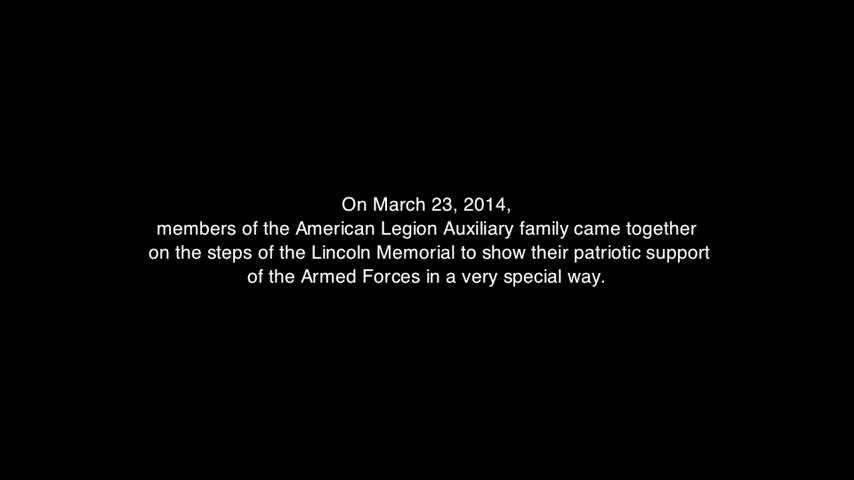 On March 23, 2014,
members of the American Legion Auxiliary family came together
on the steps of the Lincoln Memorial to show their patriotic support
of the Armed Forces in a very special way.